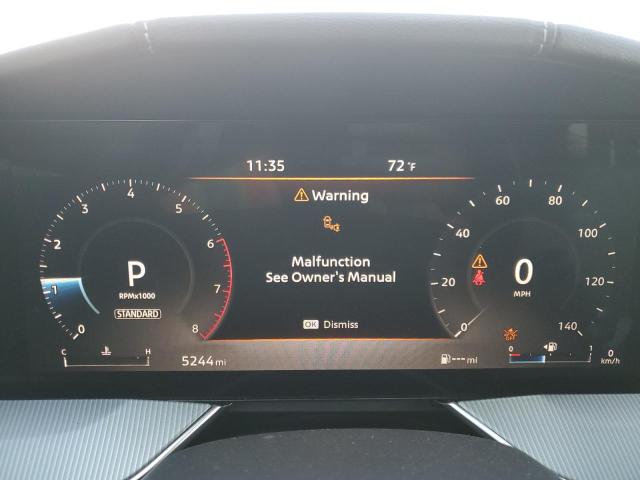 11:35 72°F
Warning
Malfunction
See Owner's Manual
OK Dismiss
0 1 2 3 4 5 6 7 8
P
RPMx1000
STANDARD
C H
5244 mi
0 20 40 60 80 100 120 140
0
MPH
--- mi
OFF
0 1
0
km/h